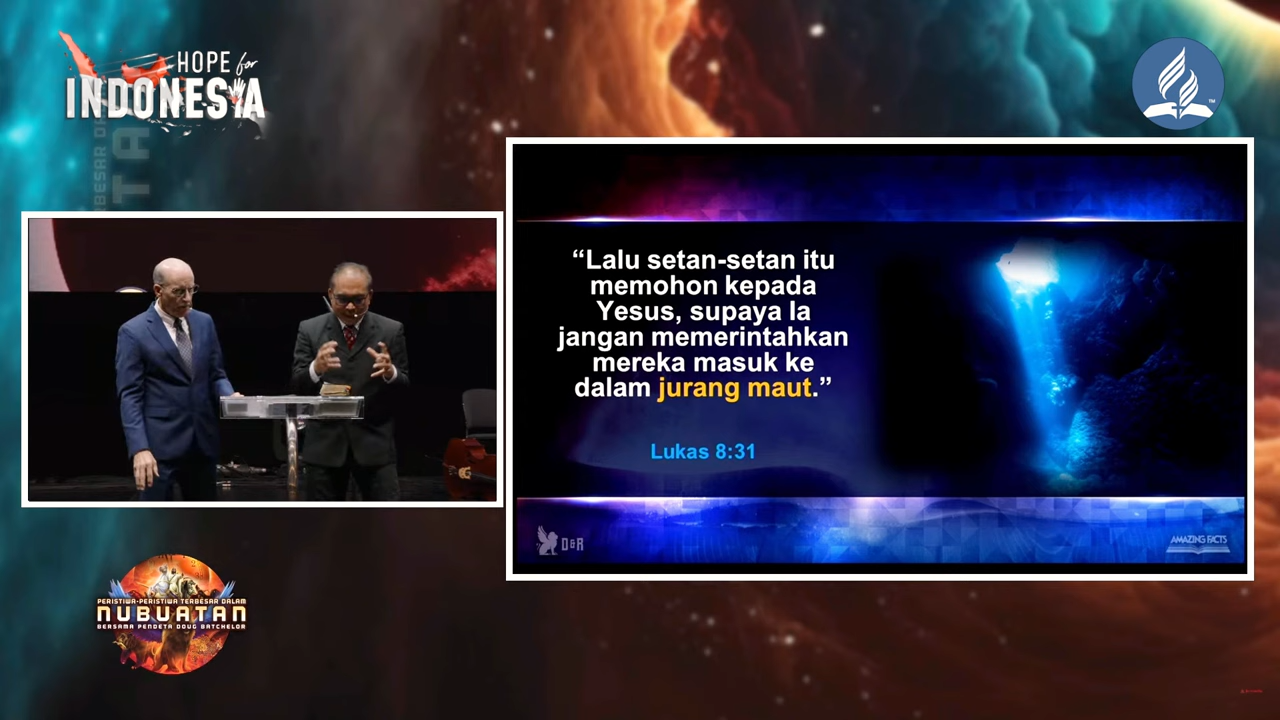 HOPE for
INDONESIA
“Lalu setan-setan itu
memohon kepada
Yesus, supaya Ia
jangan memerintahkan
mereka masuk ke
dalam jurang maut.”
Lukas 8:31
D&R
AMAZING FACTS
PERISTIWA-PERISTIWA TERBESAR DALAM
NUBUATAN
BERSAMA PENDETA DOUG BATCHELOR